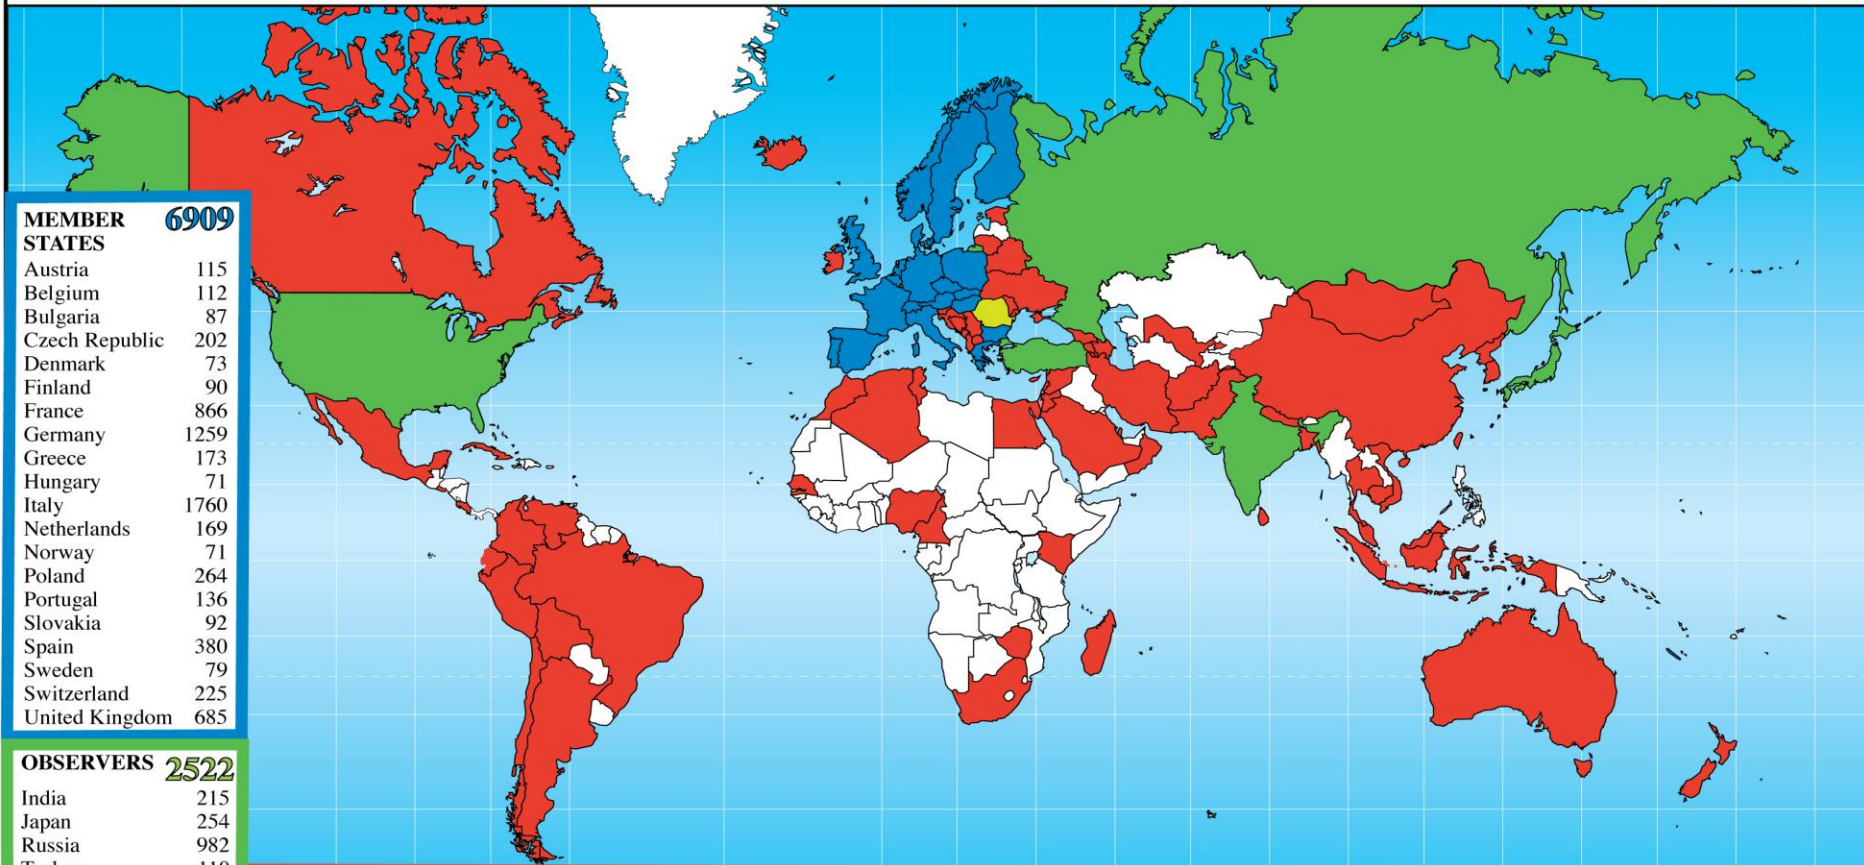 MEMBER 6909
STATES
Austria 115
Belgium 112
Bulgaria 87
Czech Republic 202
Denmark 73
Finland 90
France 866
Germany 1259
Greece 173
Hungary 71
Italy 1760
Netherlands 169
Norway 71
Poland 264
Portugal 136
Slovakia 92
Spain 380
Sweden 79
Switzerland 225
United Kingdom 685
OBSERVERS 2522
India 215
Japan 254
Russia 982